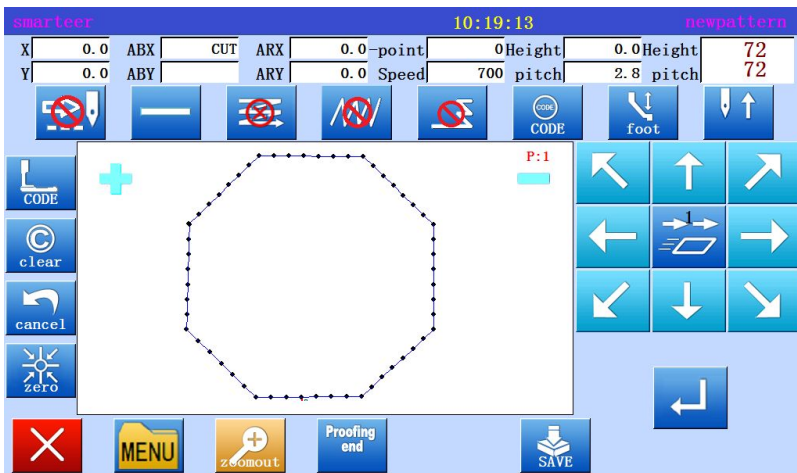 smarteer 10:19:13 newpattern
X 0.0 ABX CUT ARX 0.0 -point 0 Height 0.0 Height 72
Y 0.0 ABY ARY 0.0 Speed 700 pitch 2.8 pitch 72
CODE CODE foot
P:1
CODE
1
clear
cancel
zero
MENU zoomout Proofing end SAVE